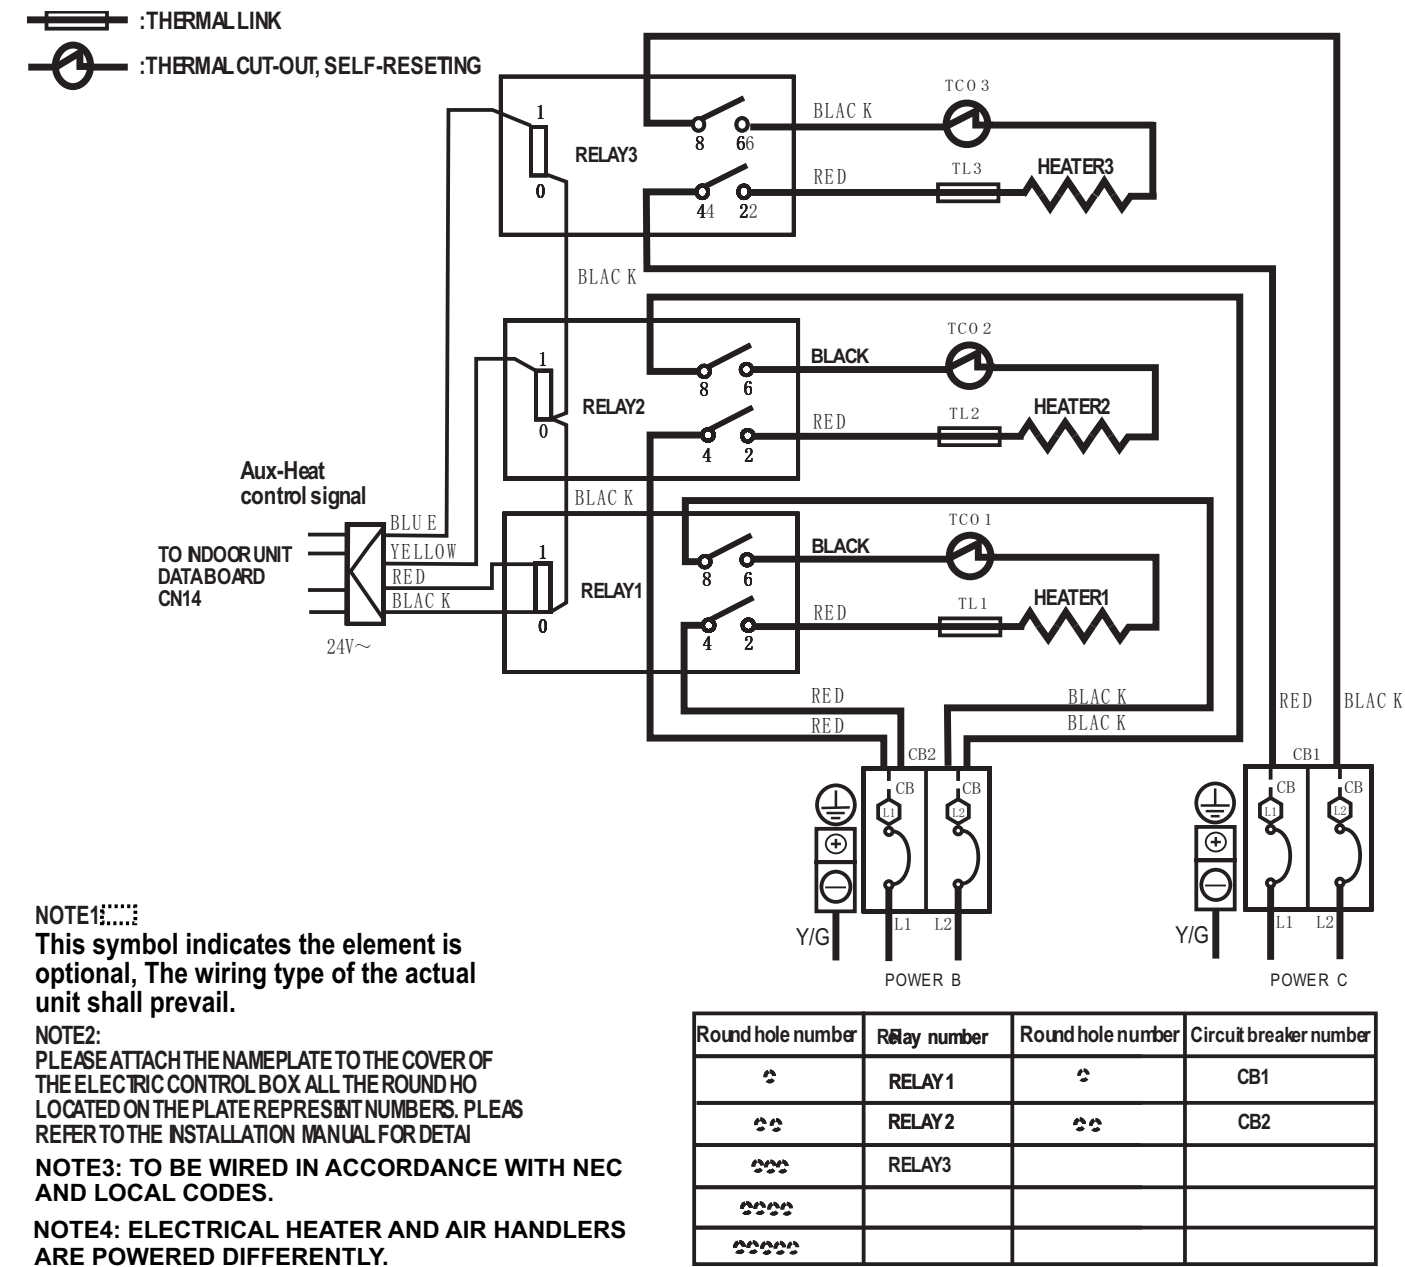 :THERMAL LINK
:THERMAL CUT-OUT, SELF-RESETING
TCO 3
1
BLACK
RELAY3
8
66
TL3
HEATER3
RED
0
44
22
BLACK
TCO 2
1
BLACK
8
6
RELAY2
HEATER2
TL2
RED
0
4
2
Aux-Heat
control signal
BLACK
BLUE
TCO 1
TO INDOOR UNIT
DATABOARD
CN14
YELLOW
RED
BLACK
1
BLACK
8
6
RELAY1
HEATER1
TL1
RED
0
4
2
24V~
RED
BLACK
RED
BLACK
RED
BLACK
CB2
CB1
CB
CB
CB
CB
L1
L2
L1
L2
L1
L2
L1
L2
Y/G
Y/G
POWER B
POWER C
NOTE1:
This symbol indicates the element is
optional, The wiring type of the actual
unit shall prevail.
NOTE2:
PLEASE ATTACH THE NAMEPLATE TO THE COVER OF
THE ELECTRIC CONTROL BOX. ALL THE ROUND HO
LOCATED ON THE PLATE REPRESENT NUMBERS. PLEAS
REFER TO THE INSTALLATION MANUAL FOR DETAI
NOTE3: TO BE WIRED IN ACCORDANCE WITH NEC
AND LOCAL CODES.
NOTE4: ELECTRICAL HEATER AND AIR HANDLERS
ARE POWERED DIFFERENTLY.
Round hole number Relay number Round hole number Circuit breaker number
RELAY1 CB1
RELAY2 CB2
RELAY3